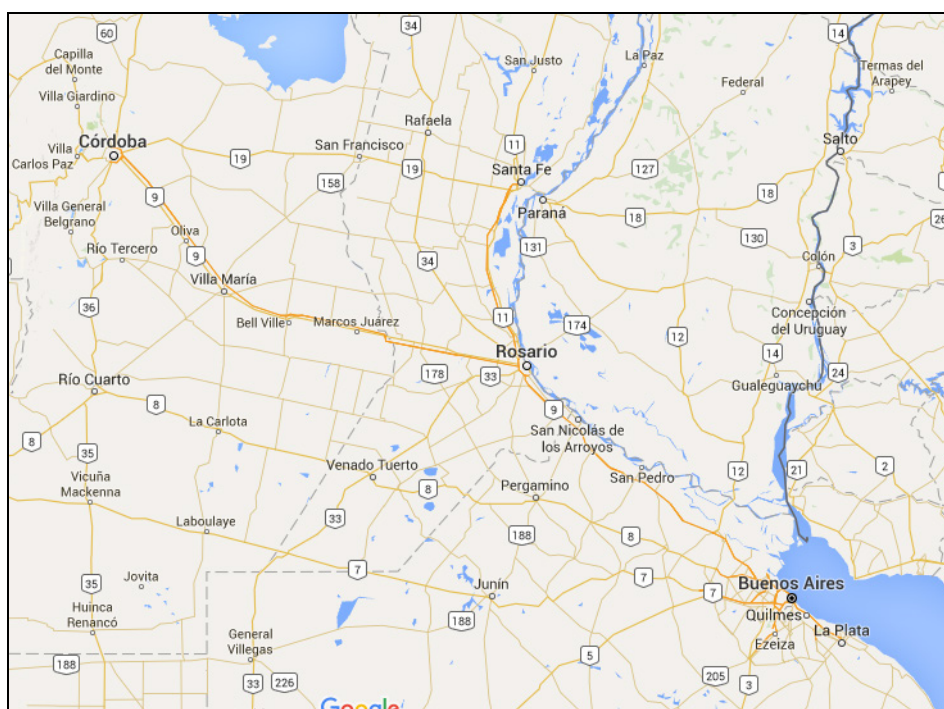 60
34
14
Capilla
del Monte
San Justo
La Paz
Termas del
Arapey
Federal
Villa Giardino
Rafaela
Córdoba
11
Salto
Villa
Carlos Paz
19
San Francisco
19
127
158
Santa Fe
18
9
Paraná
18
26
Villa General
Belgrano
Oliva
131
130
3
Río Tercero
9
34
Colón
Villa María
36
Bell Ville
Marcos Juárez
11
174
12
Concepción
del Uruguay
Rosario
14
178
33
24
Río Cuarto
Gualeguaychú
8
9
La Carlota
San Nicolás de
los Arroyos
8
35
Venado Tuerto
12
21
2
San Pedro
Vicuña
Mackenna
8
Pergamino
Laboulaye
33
188
8
7
Jovita
35
Junín
7
7
Buenos Aires
Huinca
Renancó
188
Quilmes
La Plata
General
Villegas
Ezeiza
188
5
33
226
205
3
Google